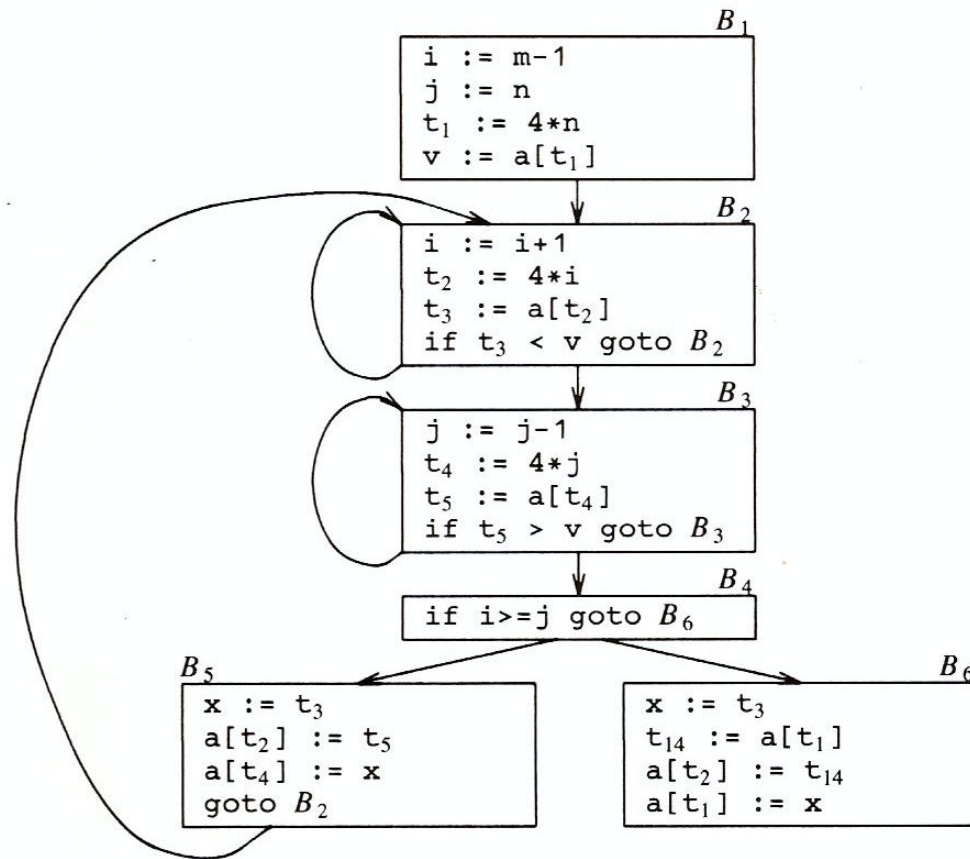 B₁
i := m-1
j := n
t₁ := 4*n
v := a[t₁]
B₂
i := i+1
t₂ := 4*i
t₃ := a[t₂]
if t₃ < v goto B₂
B₃
j := j-1
t₄ := 4*j
t₅ := a[t₄]
if t₅ > v goto B₃
B₄
if i>=j goto B₆
B₅
x := t₃
a[t₂] := t₅
a[t₄] := x
goto B₂
B₆
x := t₃
t₁₄ := a[t₁]
a[t₂] := t₁₄
a[t₁] := x